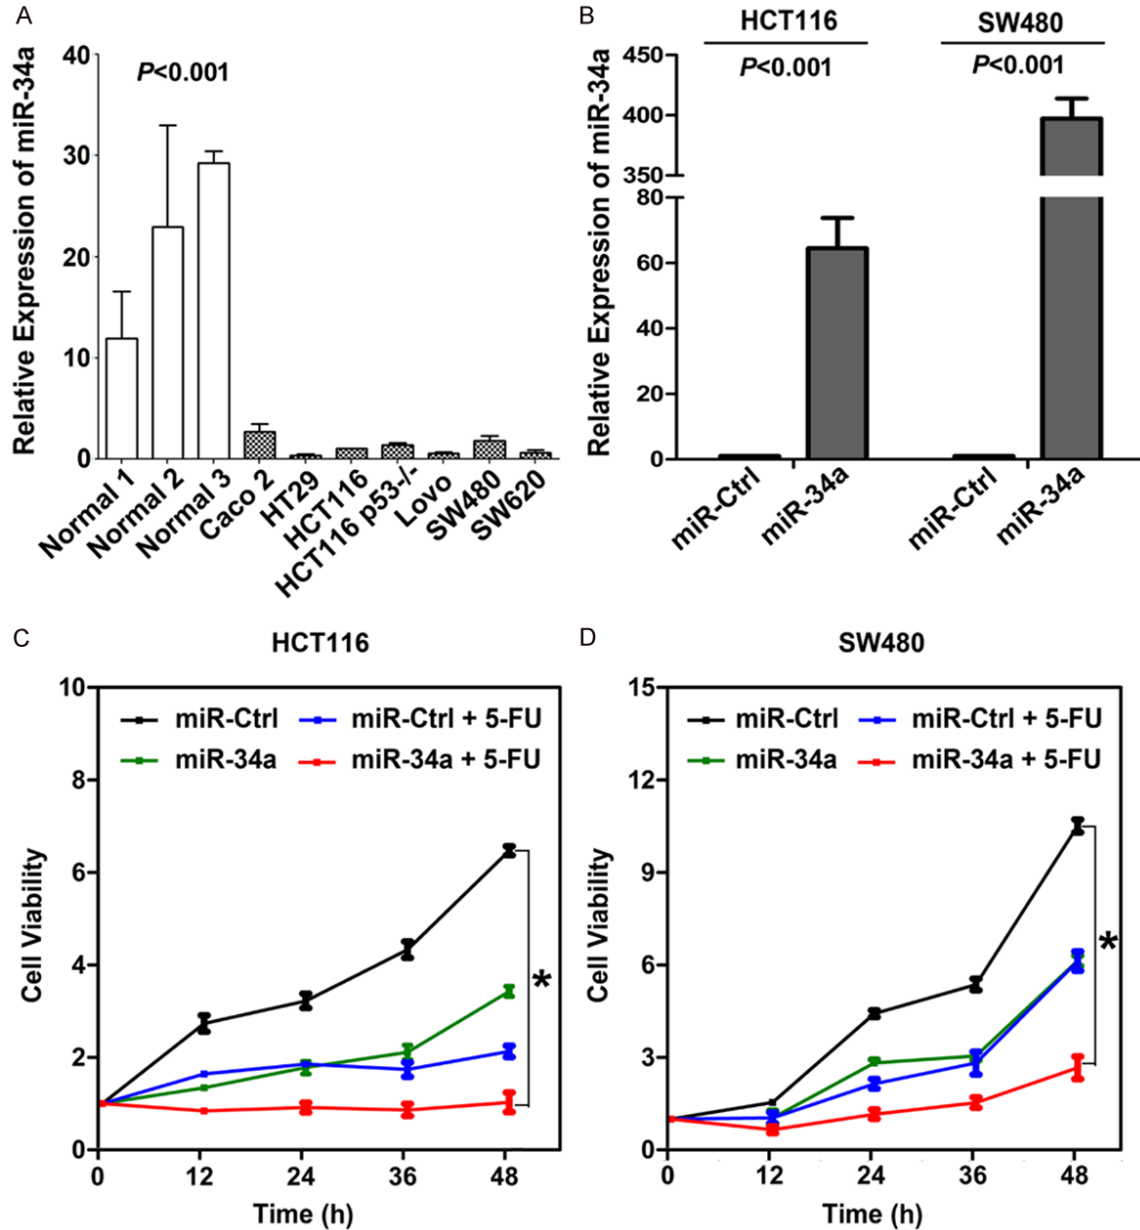 A
Relative Expression of miR-34a
P<0.001
40
30
20
10
0
Normal 1
Normal 2
Normal 3
Caco 2
HT29
HCT116
HCT116 p53-/-
Lovo
SW480
SW620
B
HCT116
SW480
Relative Expression of miR-34a
P<0.001
P<0.001
450
400
350
80
60
40
20
0
miR-Ctrl
miR-34a
miR-Ctrl
miR-34a
C
HCT116
miR-Ctrl
miR-Ctrl + 5-FU
miR-34a
miR-34a + 5-FU
Cell Viability
10
8
6
4
2
0
*
0
12
24
36
48
Time (h)
D
SW480
miR-Ctrl
miR-Ctrl + 5-FU
miR-34a
miR-34a + 5-FU
Cell Viability
15
12
9
6
3
0
*
0
12
24
36
48
Time (h)